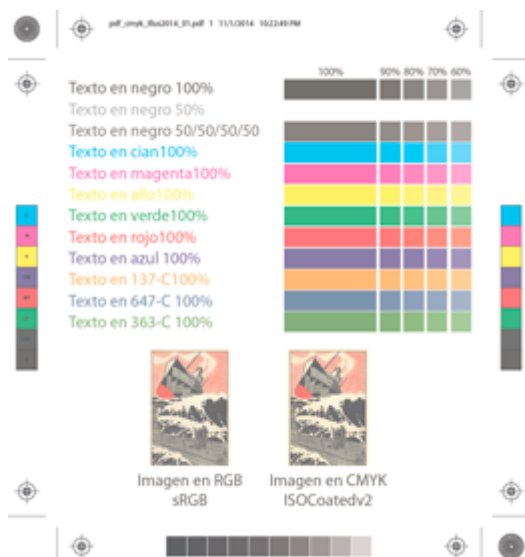 pdf_cmyk_illus2014_01.pdf 1 11/1/2014 10:22:49 PM
100% 90% 80% 70% 60%
Texto en negro 100%
Texto en negro 50%
Texto en negro 50/50/50/50
Texto en cian100%
Texto en magenta100%
Texto en allo100%
Texto en verde100%
Texto en rojo100%
Texto en azul 100%
Texto en 137-C100%
Texto en 647-C 100%
Texto en 363-C 100%
Imagen en RGB
sRGB
Imagen en CMYK
ISOCoatedv2